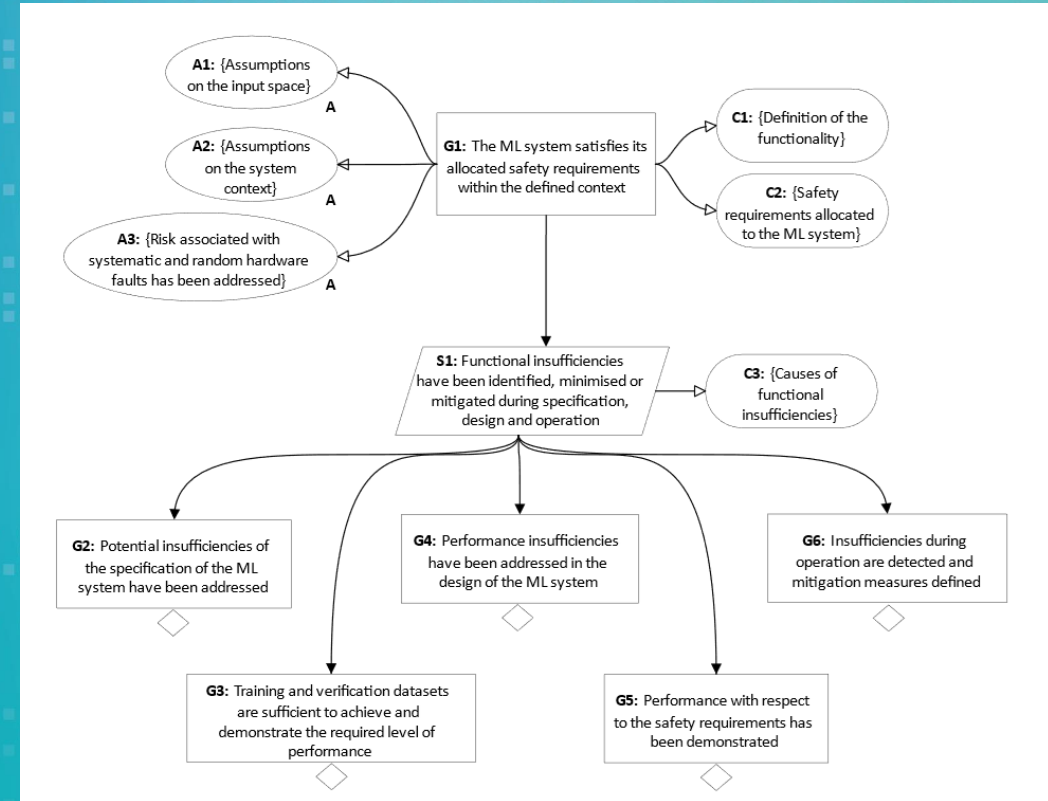 A1: {Assumptions
on the input space}
A
A2: {Assumptions
on the system
context}
A
A3: {Risk associated with
systematic and random hardware
faults has been addressed}
A
G1: The ML system satisfies its
allocated safety requirements
within the defined context
C1: {Definition of the
functionality}
C2: {Safety
requirements allocated
to the ML system}
S1: Functional insufficiencies
have been identified, minimised or
mitigated during specification,
design and operation
C3: {Causes of
functional
insufficiencies}
G2: Potential insufficiencies of
the specification of the ML
system have been addressed
G4: Performance insufficiencies
have been addressed in the
design of the ML system
G6: Insufficiencies during
operation are detected and
mitigation measures defined
G3: Training and verification datasets
are sufficient to achieve and
demonstrate the required level of
performance
G5: Performance with respect
to the safety requirements has
been demonstrated